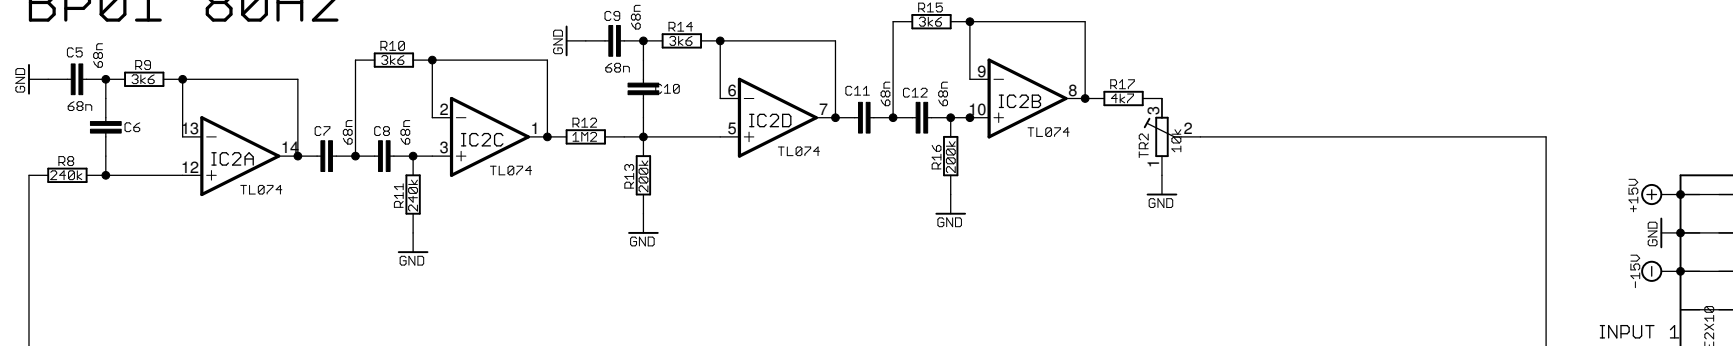 BP01 80HZ
C5
68n
68n
GND
R9
3k6
C6
R8
240k
13
12
14
IC2A
TL074
C7
68n
R10
3k6
C8
68n
R11
240k
GND
2
3
1
IC2C
TL074
R12
1M2
GND
C9
68n
68n
R14
3k6
C10
R13
200k
GND
6
5
7
IC2D
TL074
C11
68n
R15
3k6
C12
68n
R16
200k
GND
9
10
8
IC2B
TL074
R17
4k7
3
2
1
TR2
10k
GND
+15V
GND
-15V
INPUT 1
E2X10